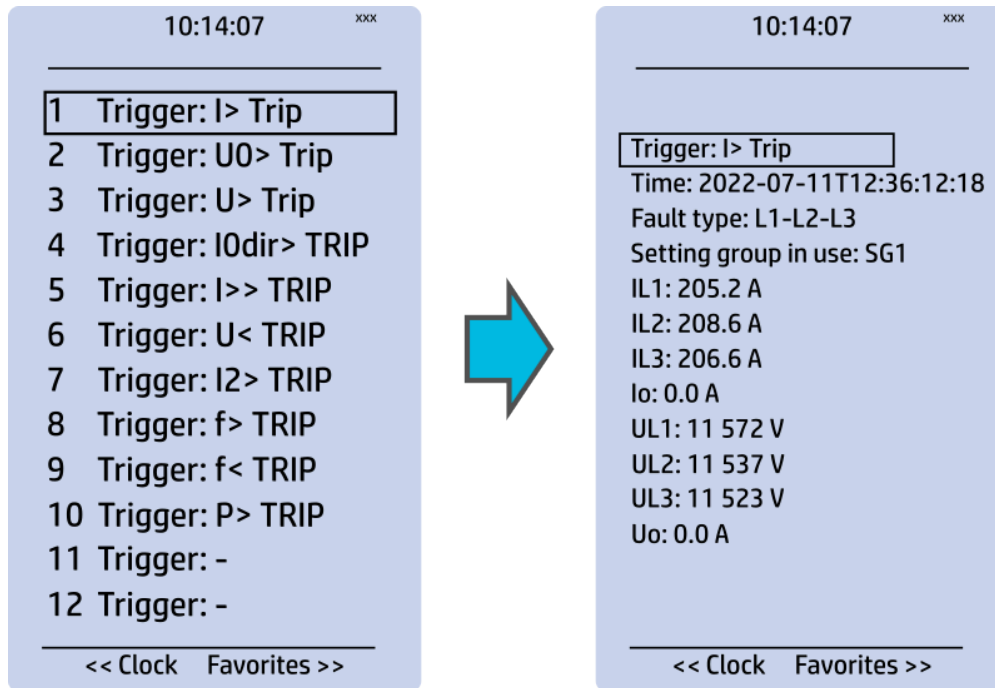 10:14:07 xxx
1 Trigger: I> Trip
2 Trigger: U0> Trip
3 Trigger: U> Trip
4 Trigger: I0dir> TRIP
5 Trigger: I>> TRIP
6 Trigger: U< TRIP
7 Trigger: I2> TRIP
8 Trigger: f> TRIP
9 Trigger: f< TRIP
10 Trigger: P> TRIP
11 Trigger: -
12 Trigger: -
<< Clock Favorites >>
10:14:07 xxx
Trigger: I> Trip
Time: 2022-07-11T12:36:12:18
Fault type: L1-L2-L3
Setting group in use: SG1
IL1: 205.2 A
IL2: 208.6 A
IL3: 206.6 A
Io: 0.0 A
UL1: 11 572 V
UL2: 11 537 V
UL3: 11 523 V
Uo: 0.0 A
<< Clock Favorites >>